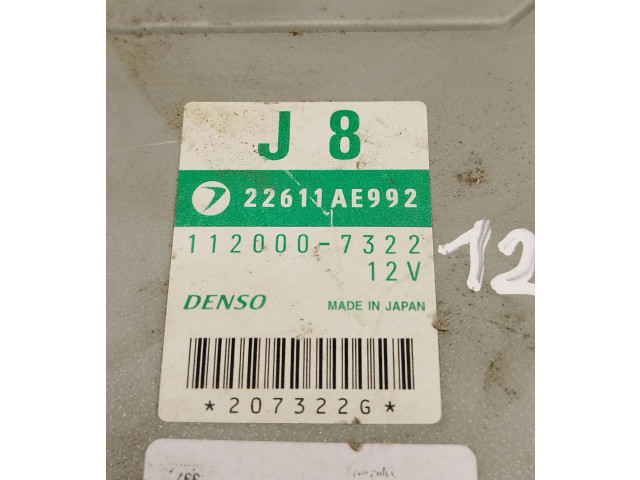 J 8
22611AE992
112000-7322
12V
DENSO
MADE IN JAPAN
*207322G*
12